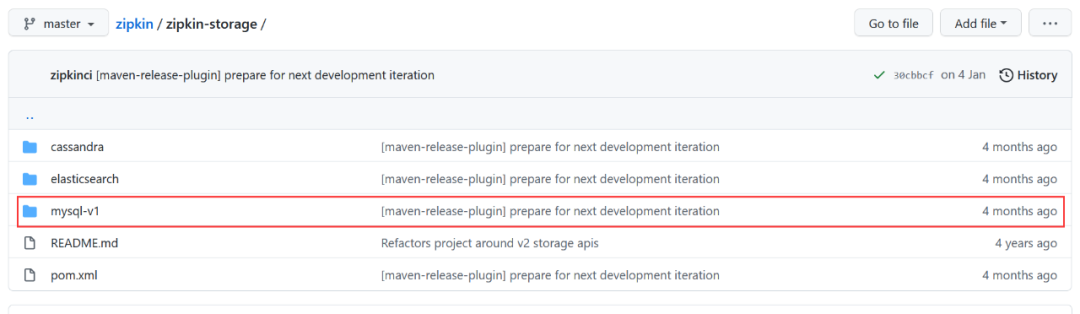 master zipkin / zipkin-storage / Go to file Add file ...
zipkinci [maven-release-plugin] prepare for next development iteration 30cbbcf on 4 Jan History
..
cassandra [maven-release-plugin] prepare for next development iteration 4 months ago
elasticsearch [maven-release-plugin] prepare for next development iteration 4 months ago
mysql-v1 [maven-release-plugin] prepare for next development iteration 4 months ago
README.md Refactors project around v2 storage apis 4 years ago
pom.xml [maven-release-plugin] prepare for next development iteration 4 months ago